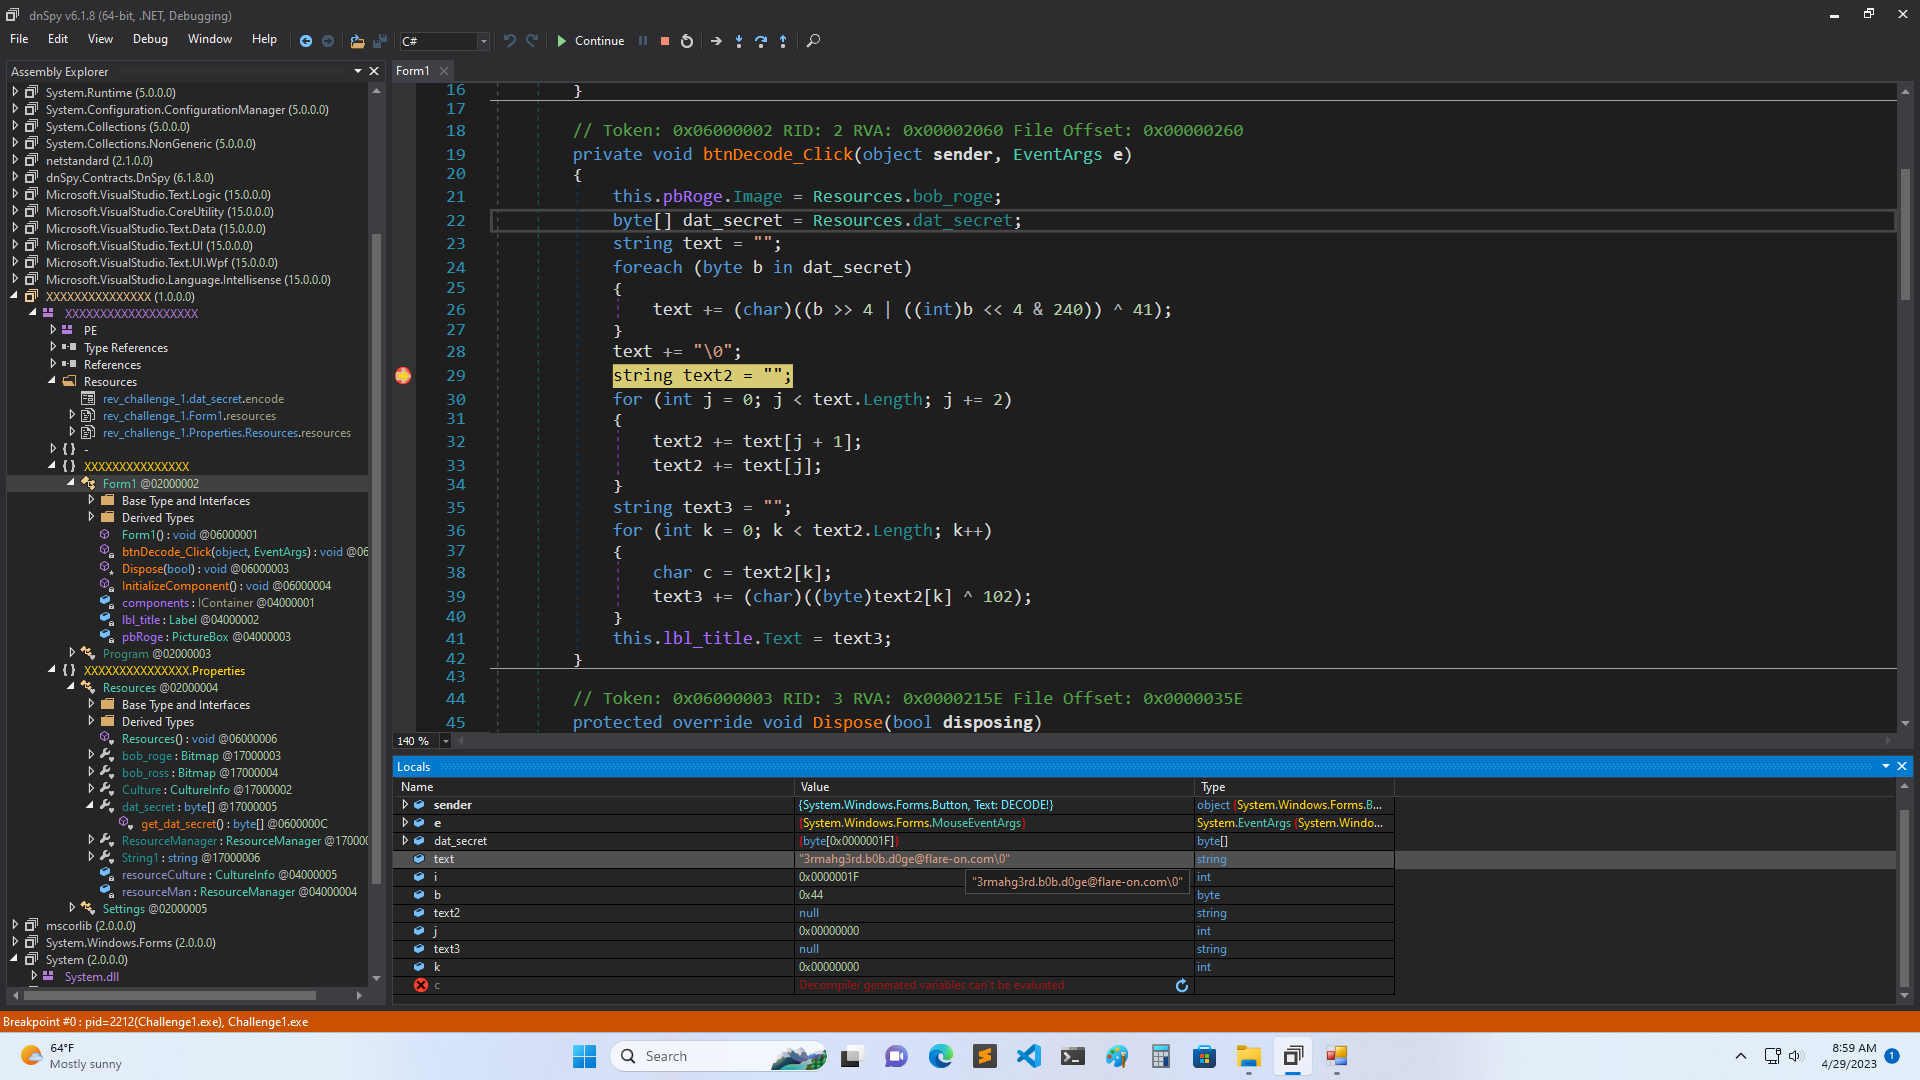 dnSpy v6.1.8 (64-bit, .NET, Debugging)
File Edit View Debug Window Help C# Continue
Assembly Explorer
System.Runtime (5.0.0.0)
System.Configuration.ConfigurationManager (5.0.0.0)
System.Collections (5.0.0.0)
System.Collections.NonGeneric (5.0.0.0)
netstandard (2.1.0.0)
dnSpy.Contracts.DnSpy (6.1.8.0)
Microsoft.VisualStudio.Text.Logic (15.0.0.0)
Microsoft.VisualStudio.CoreUtility (15.0.0.0)
Microsoft.VisualStudio.Text.Data (15.0.0.0)
Microsoft.VisualStudio.Text.UI (15.0.0.0)
Microsoft.VisualStudio.Text.UI.Wpf (15.0.0.0)
Microsoft.VisualStudio.Language.Intellisense (15.0.0.0)
XXXXXXXXXXXXXXX (1.0.0.0)
XXXXXXXXXXXXXXXXXXX
PE
Type References
References
Resources
rev_challenge_1.dat_secret.encode
rev_challenge_1.Form1.resources
rev_challenge_1.Properties.Resources.resources
{ } -
{ } XXXXXXXXXXXXXXX
Form1 @02000002
Base Type and Interfaces
Derived Types
Form1() : void @06000001
btnDecode_Click(object, EventArgs) : void @06
Dispose(bool) : void @06000003
InitializeComponent() : void @06000004
components : IContainer @04000001
lbl_title : Label @04000002
pbRoge : PictureBox @04000003
Program @02000003
{ } XXXXXXXXXXXXXXX.Properties
Resources @02000004
Base Type and Interfaces
Derived Types
Resources() : void @06000006
bob_roge : Bitmap @17000003
bob_ross : Bitmap @17000004
Culture : CultureInfo @17000002
dat_secret : byte[] @17000005
get_dat_secret() : byte[] @0600000C
ResourceManager : ResourceManager @170000
String1 : string @17000006
resourceCulture : CultureInfo @04000005
resourceMan : ResourceManager @04000004
Settings @02000005
mscorlib (2.0.0.0)
System.Windows.Forms (2.0.0.0)
System (2.0.0.0)
System.dll
Form1
16 }
17
18 // Token: 0x06000002 RID: 2 RVA: 0x00002060 File Offset: 0x00000260
19 private void btnDecode_Click(object sender, EventArgs e)
20 {
21 this.pbRoge.Image = Resources.bob_roge;
22 byte[] dat_secret = Resources.dat_secret;
23 string text = "";
24 foreach (byte b in dat_secret)
25 {
26 text += (char)((b >> 4 | ((int)b << 4 & 240)) ^ 41);
27 }
28 text += "\0";
29 string text2 = "";
30 for (int j = 0; j < text.Length; j += 2)
31 {
32 text2 += text[j + 1];
33 text2 += text[j];
34 }
35 string text3 = "";
36 for (int k = 0; k < text2.Length; k++)
37 {
38 char c = text2[k];
39 text3 += (char)((byte)text2[k] ^ 102);
40 }
41 this.lbl_title.Text = text3;
42 }
43
44 // Token: 0x06000003 RID: 3 RVA: 0x0000215E File Offset: 0x0000035E
45 protected override void Dispose(bool disposing)
140 %
Locals
Name Value Type
sender {System.Windows.Forms.Button, Text: DECODE!} object {System.Windows.Forms.B...
e {System.Windows.Forms.MouseEventArgs} System.EventArgs {System.Windo...
dat_secret {byte[0x0000001F]} byte[]
text "3rmahg3rd.b0b.d0ge@flare-on.com\0" string
i 0x0000001F int
"3rmahg3rd.b0b.d0ge@flare-on.com\0"
b 0x44 byte
text2 null string
j 0x00000000 int
text3 null string
k 0x00000000 int
c Decompiler generated variables can't be evaluated
Breakpoint #0 : pid=2212(Challenge1.exe), Challenge1.exe
64°F
Mostly sunny
Search
8:59 AM
4/29/2023
1